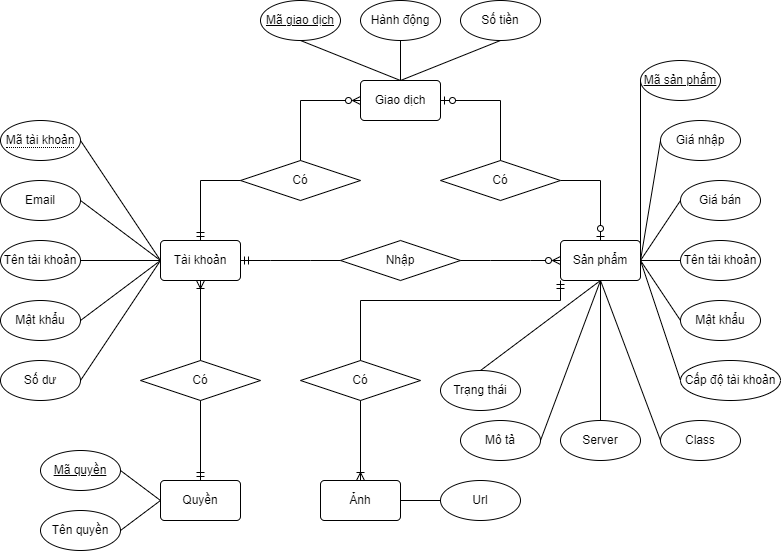 Mã giao dịch
Hành động
Số tiền
Giao dịch
Mã sản phẩm
Mã tài khoản
Giá nhập
Có
Có
Email
Giá bán
Tên tài khoản
Tài khoản
Nhập
Sản phẩm
Tên tài khoản
Mật khẩu
Mật khẩu
Số dư
Có
Có
Trạng thái
Cấp độ tài khoản
Mô tả
Server
Class
Mã quyền
Quyền
Ảnh
Url
Tên quyền